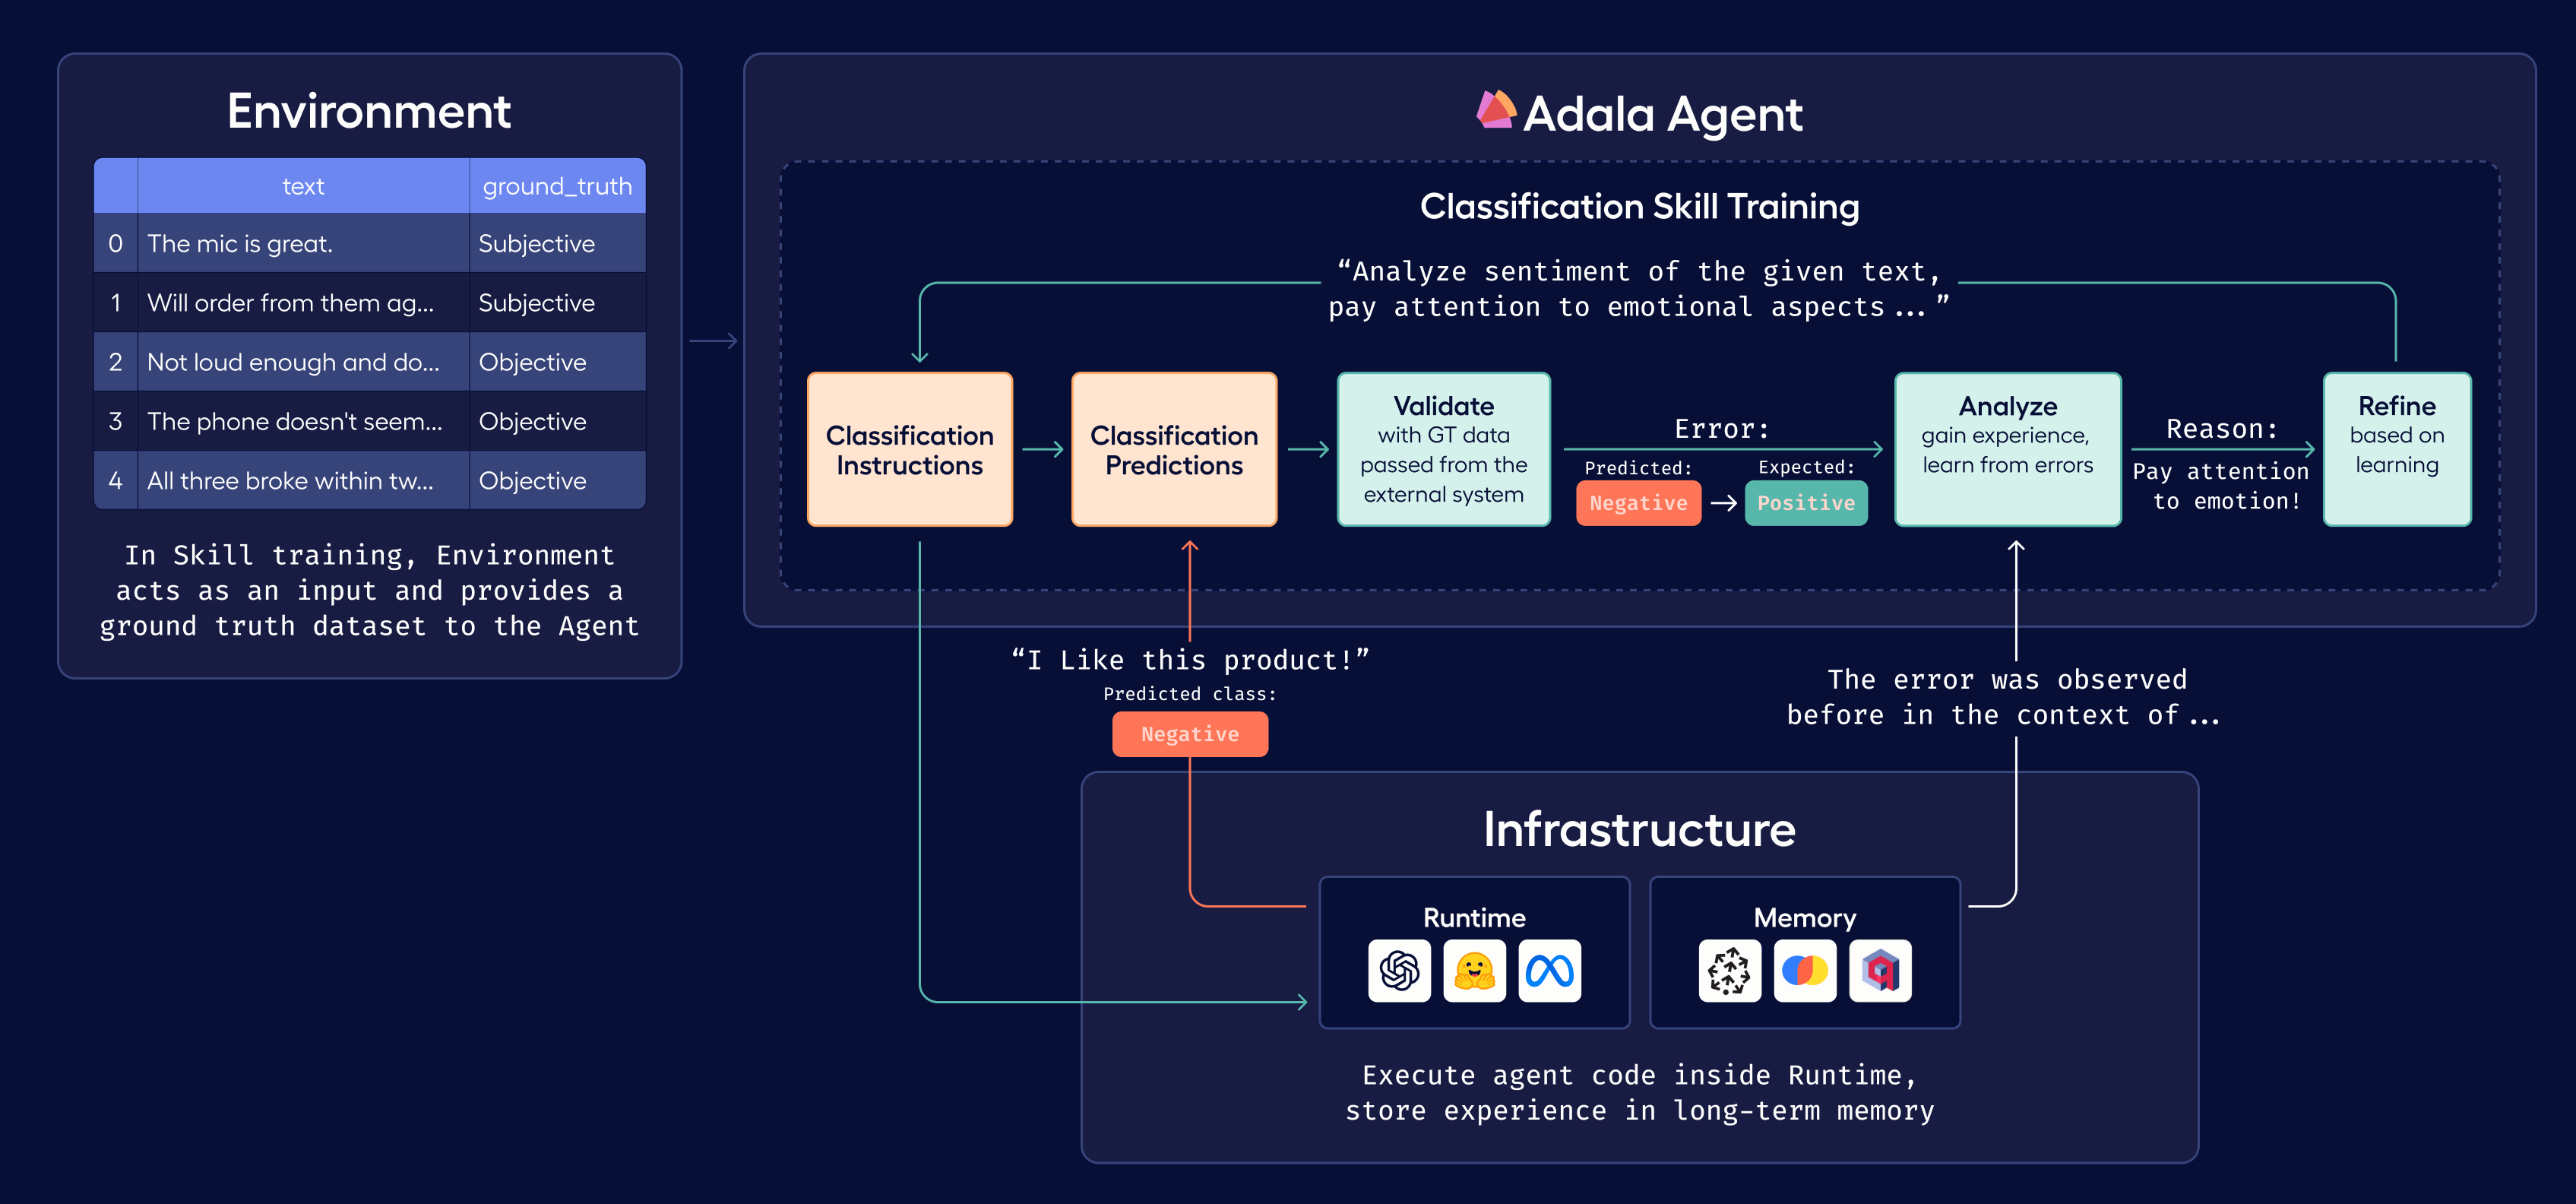 Environment
text ground_truth
0 The mic is great. Subjective
1 Will order from them ag... Subjective
2 Not loud enough and do... Objective
3 The phone doesn't seem... Objective
4 All three broke within tw... Objective
In Skill training, Environment
acts as an input and provides a
ground truth dataset to the Agent
Adala Agent
Classification Skill Training
“Analyze sentiment of the given text,
pay attention to emotional aspects...”
Classification
Instructions
Classification
Predictions
Validate
with GT data
passed from the
external system
Error:
Predicted:
Negative
Expected:
Positive
Analyze
gain experience,
learn from errors
Reason:
Pay attention
to emotion!
Refine
based on
learning
“I Like this product!”
Predicted class:
Negative
The error was observed
before in the context of...
Infrastructure
Runtime
Memory
Execute agent code inside Runtime,
store experience in long-term memory